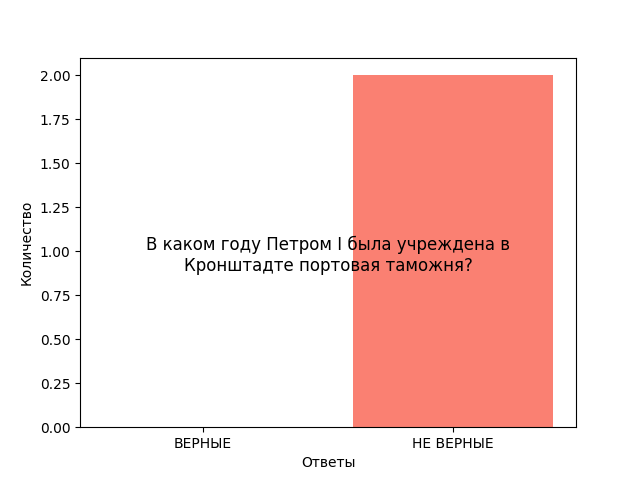 2.00
1.75
1.50
1.25
1.00
0.75
0.50
0.25
0.00
Количество
В каком году Петром I была учреждена в
Кронштадте портовая таможня?
ВЕРНЫЕ
НЕ ВЕРНЫЕ
Ответы